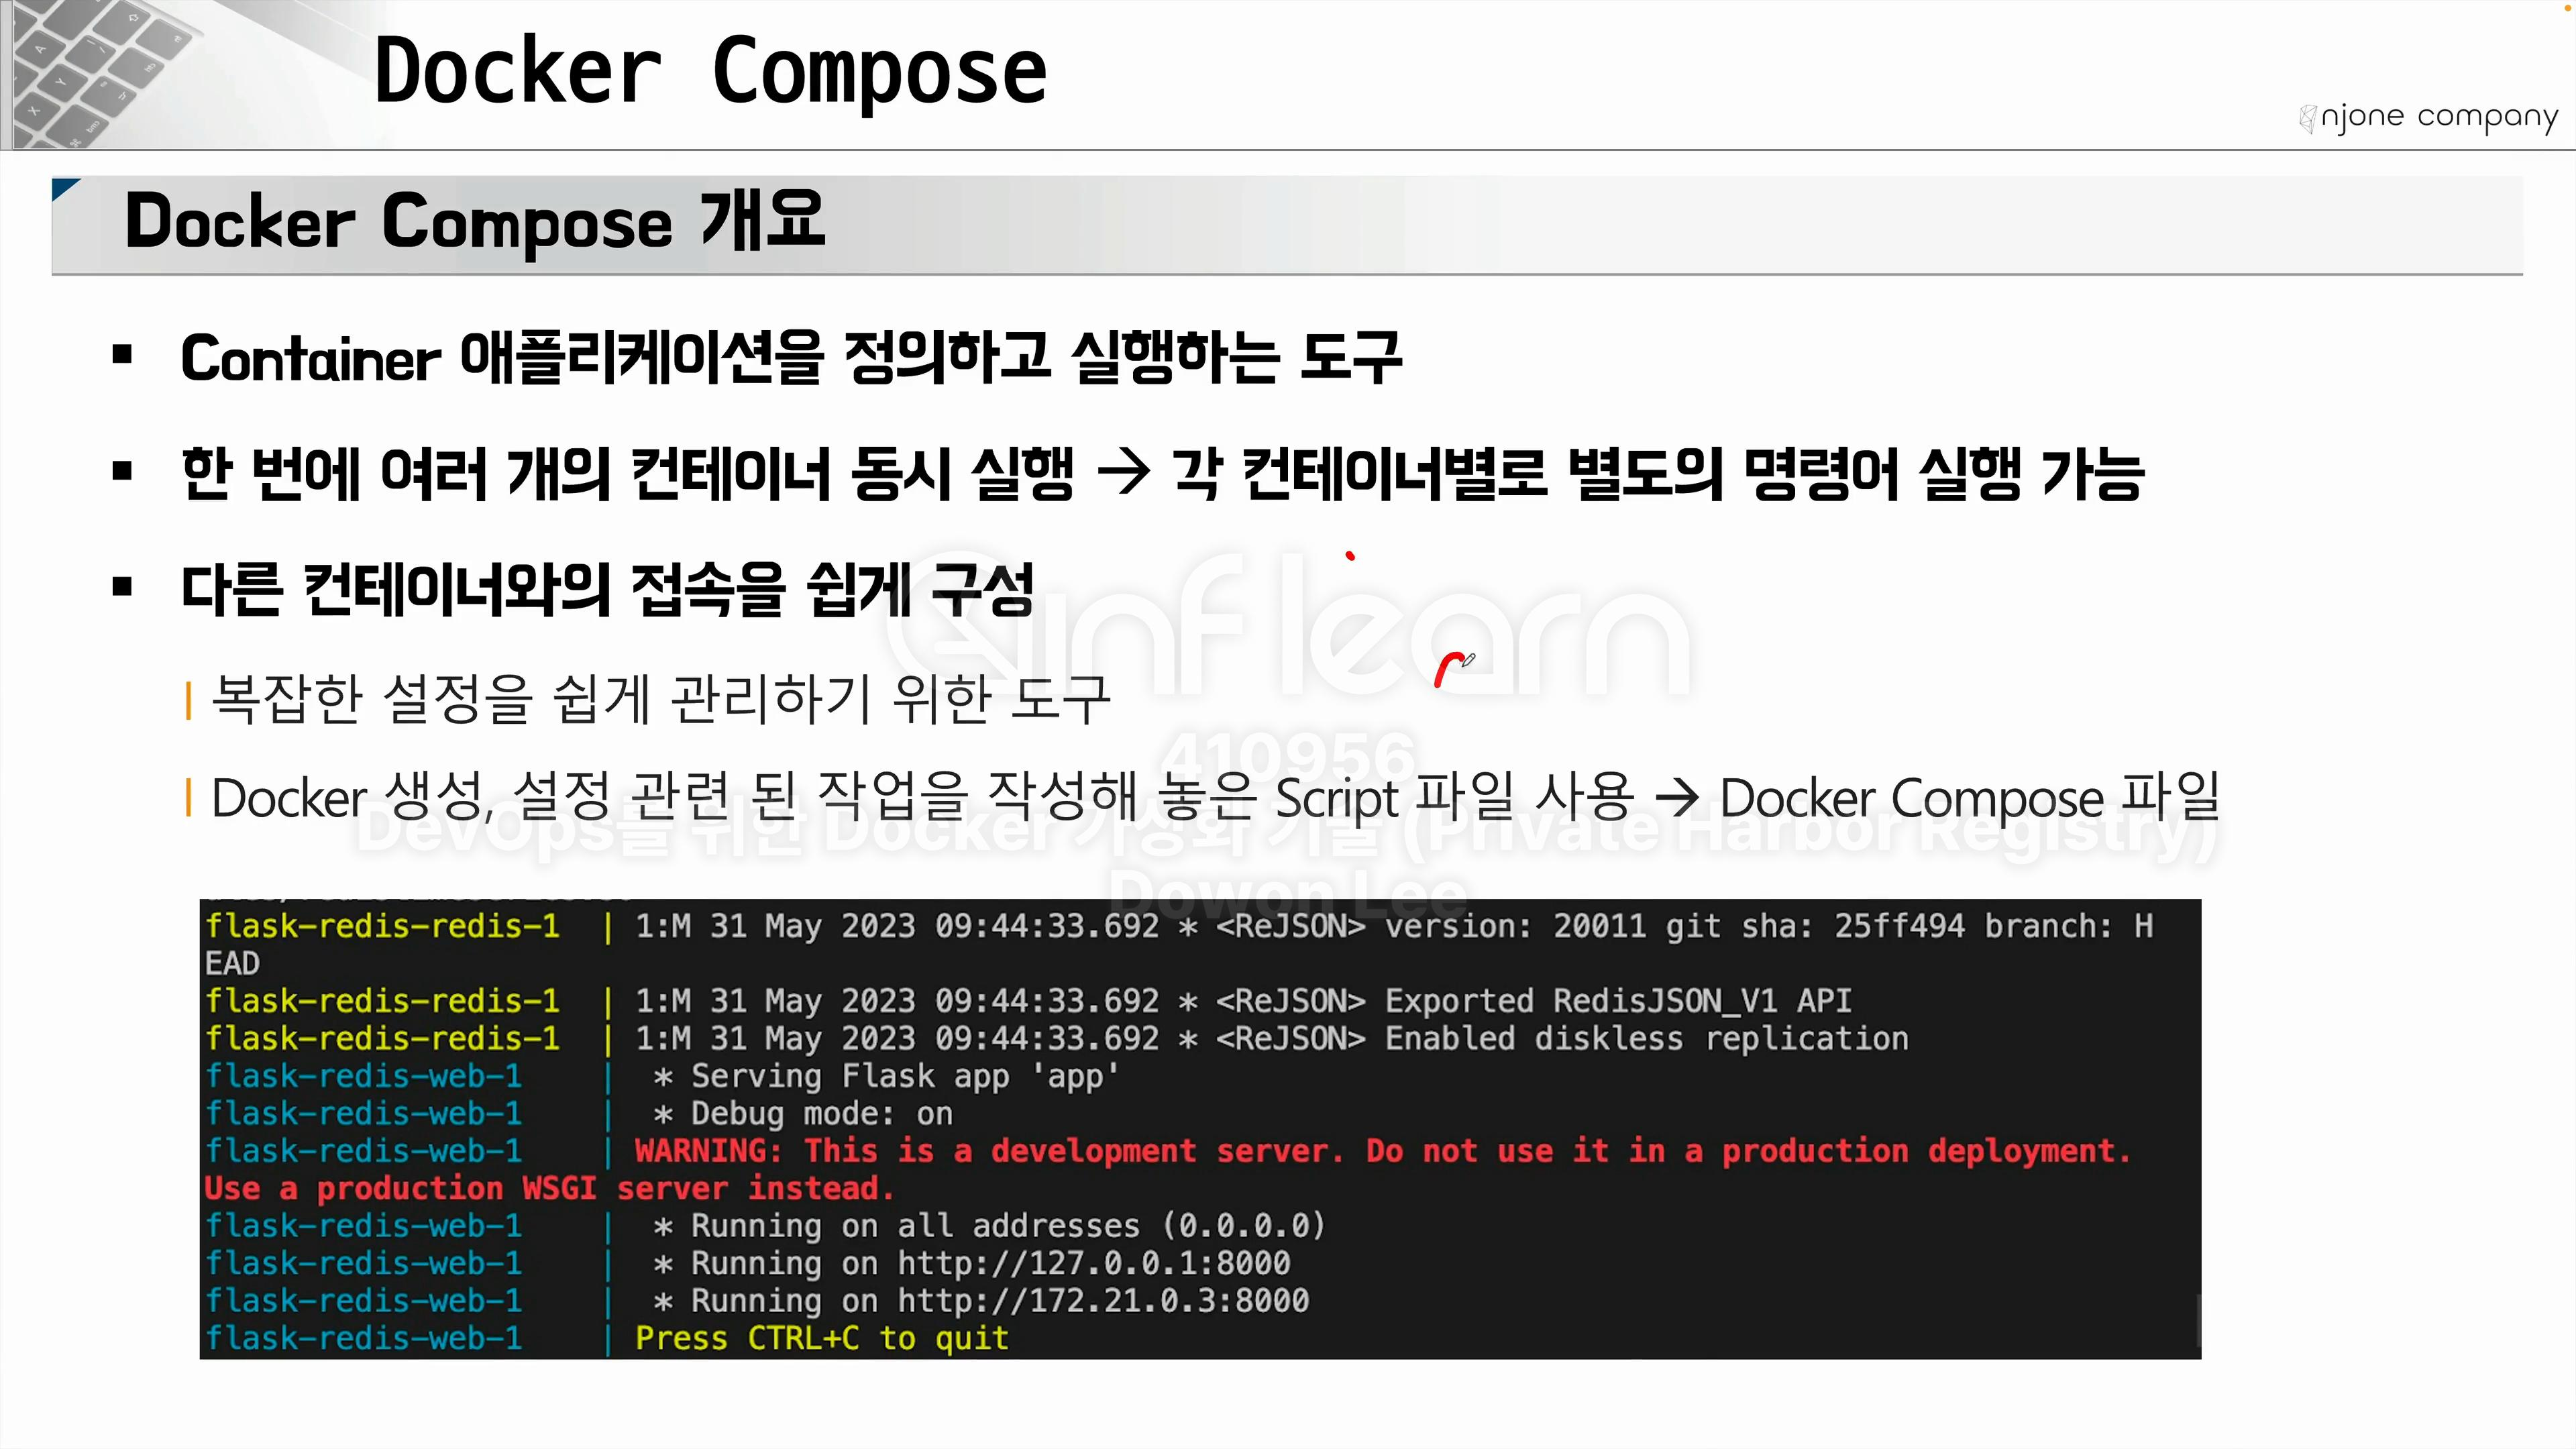 Docker Compose
njone company
Docker Compose 개요
▪ Container 애플리케이션을 정의하고 실행하는 도구
▪ 한 번에 여러 개의 컨테이너 동시 실행 → 각 컨테이너별로 별도의 명령어 실행 가능
▪ 다른 컨테이너와의 접속을 쉽게 구성
inflearn
| 복잡한 설정을 쉽게 관리하기 위한 도구
410956
| Docker 생성, 설정 관련 된 작업을 작성해 놓은 Script 파일 사용 → Docker Compose 파일
DevOps를 위한 Docker 가상화 기술 (Private Harbor Registry)
Dowon Lee
flask-redis-redis-1 | 1:M 31 May 2023 09:44:33.692 * <ReJSON> version: 20011 git sha: 25ff494 branch: H
EAD
flask-redis-redis-1 | 1:M 31 May 2023 09:44:33.692 * <ReJSON> Exported RedisJSON_V1 API
flask-redis-redis-1 | 1:M 31 May 2023 09:44:33.692 * <ReJSON> Enabled diskless replication
flask-redis-web-1 | * Serving Flask app 'app'
flask-redis-web-1 | * Debug mode: on
flask-redis-web-1 | WARNING: This is a development server. Do not use it in a production deployment.
Use a production WSGI server instead.
flask-redis-web-1 | * Running on all addresses (0.0.0.0)
flask-redis-web-1 | * Running on http://127.0.0.1:8000
flask-redis-web-1 | * Running on http://172.21.0.3:8000
flask-redis-web-1 | Press CTRL+C to quit